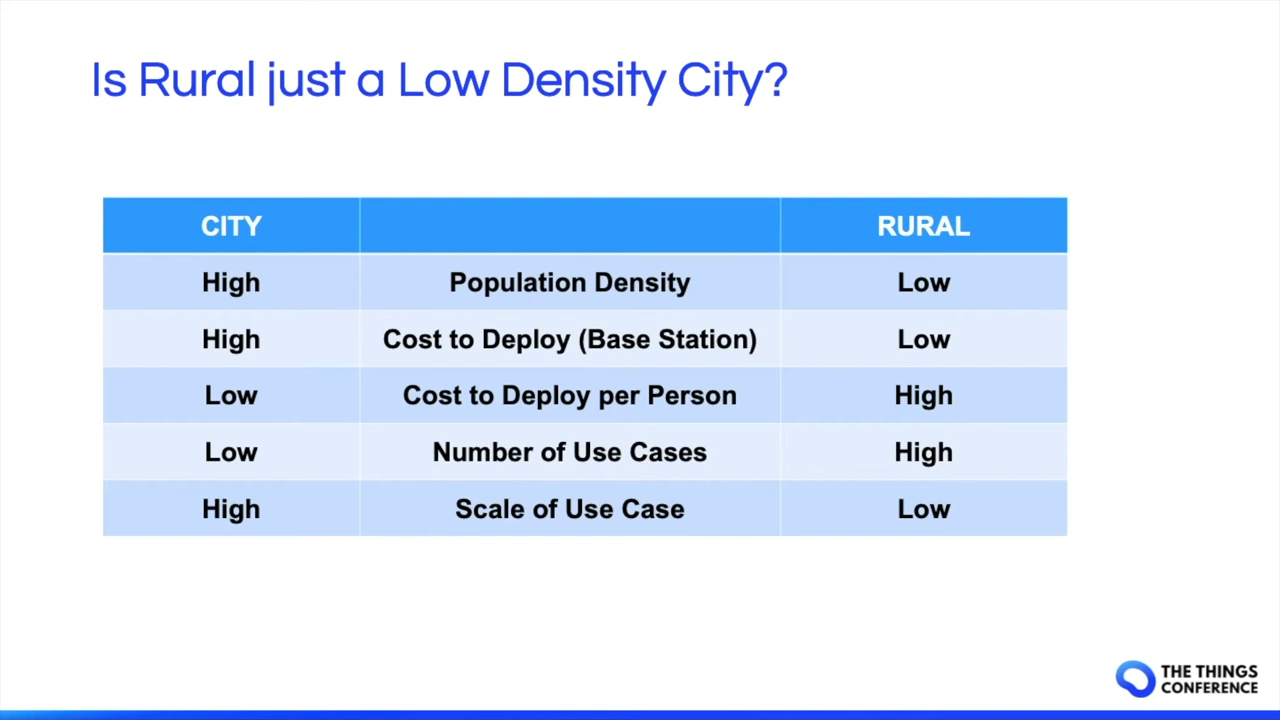 Is Rural just a Low Density City?
CITY RURAL
High Population Density Low
High Cost to Deploy (Base Station) Low
Low Cost to Deploy per Person High
Low Number of Use Cases High
High Scale of Use Case Low
THE THINGS
CONFERENCE